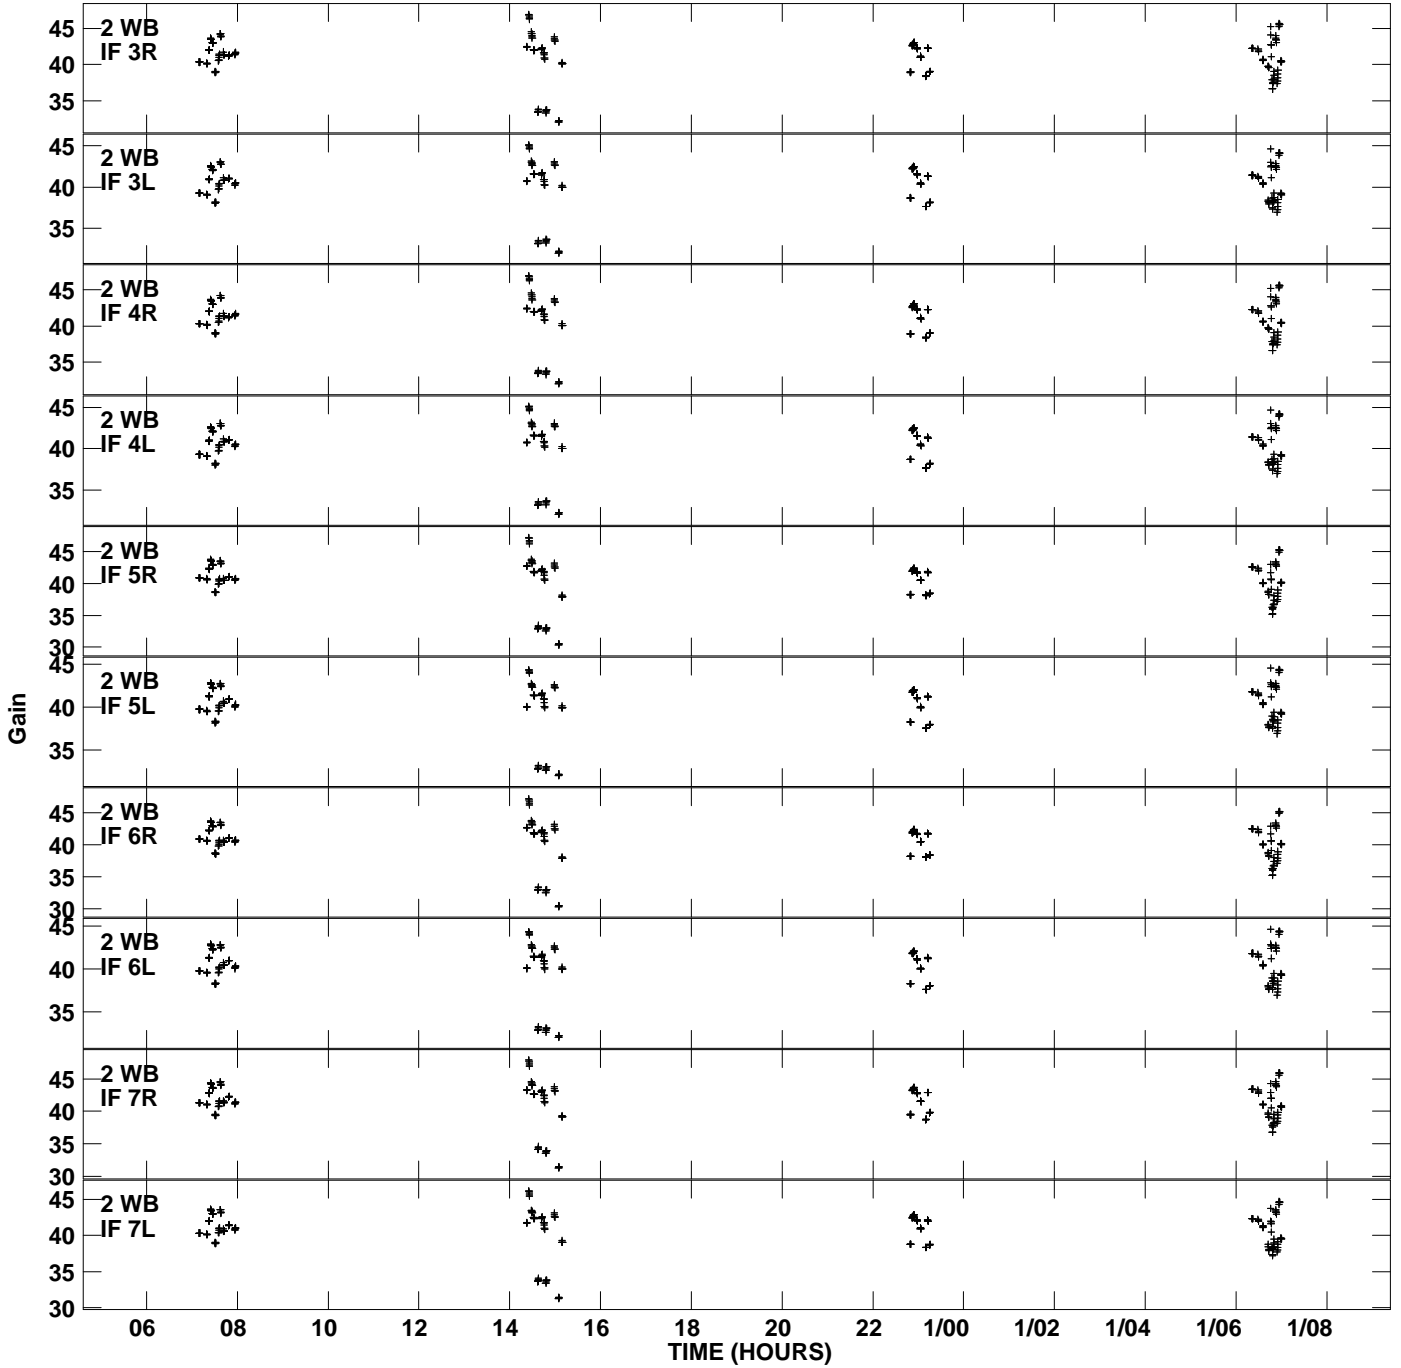 45 2 WB
40 IF 3R
35
45 2 WB
40 IF 3L
35
45 2 WB
40 IF 4R
35
45 2 WB
40 IF 4L
35
45 2 WB
40 IF 5R
35
30
45 2 WB
40 IF 5L
35
45 2 WB
40 IF 6R
35
30
45 2 WB
40 IF 6L
35
45 2 WB
40 IF 7R
35
30
45 2 WB
40 IF 7L
35
30
Gain
06 08 10 12 14 16 18 20 22 1/00 1/02 1/04 1/06 1/08
TIME (HOURS)